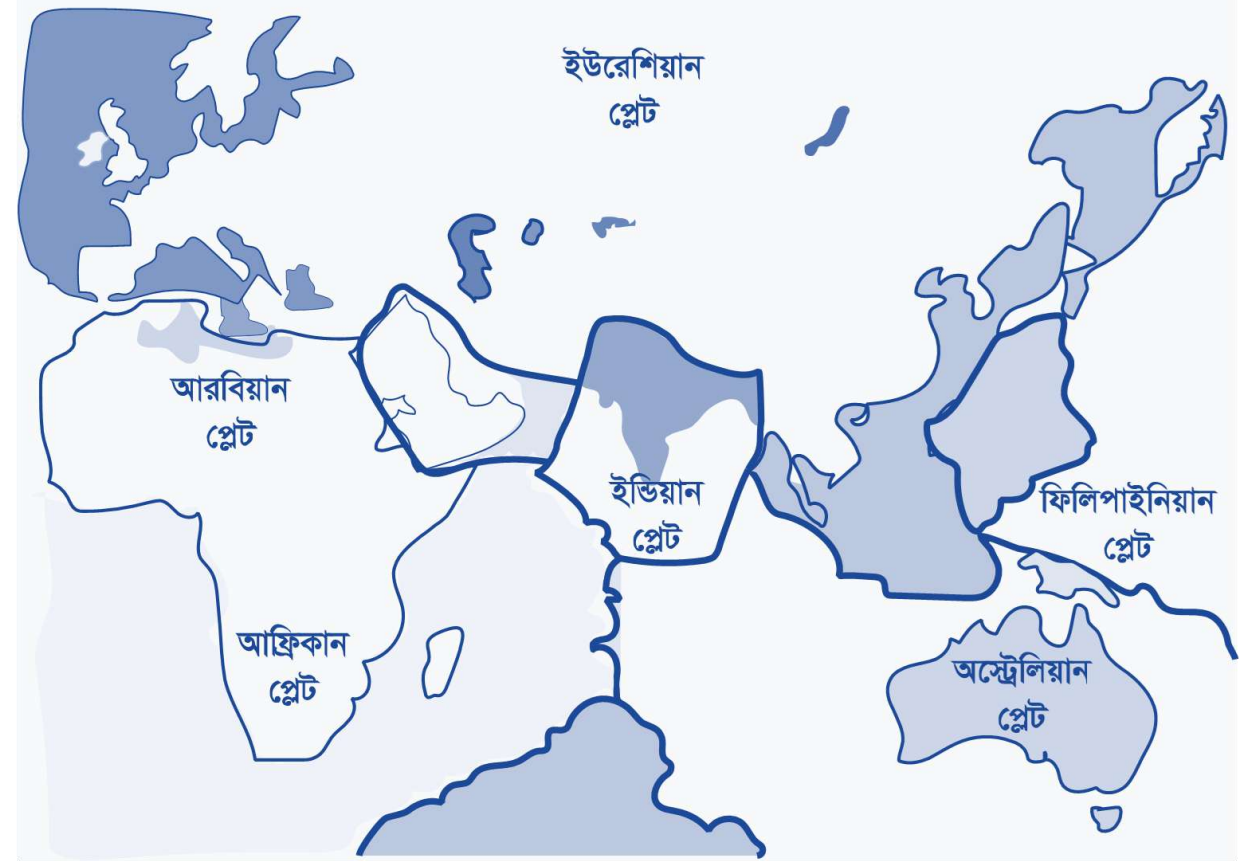 ইউরেশিয়ান
প্লেট
আরবিয়ান
প্লেট
ইন্ডিয়ান
প্লেট
ফিলিপাইনিয়ান
প্লেট
আফ্রিকান
প্লেট
অস্ট্রেলিয়ান
প্লেট